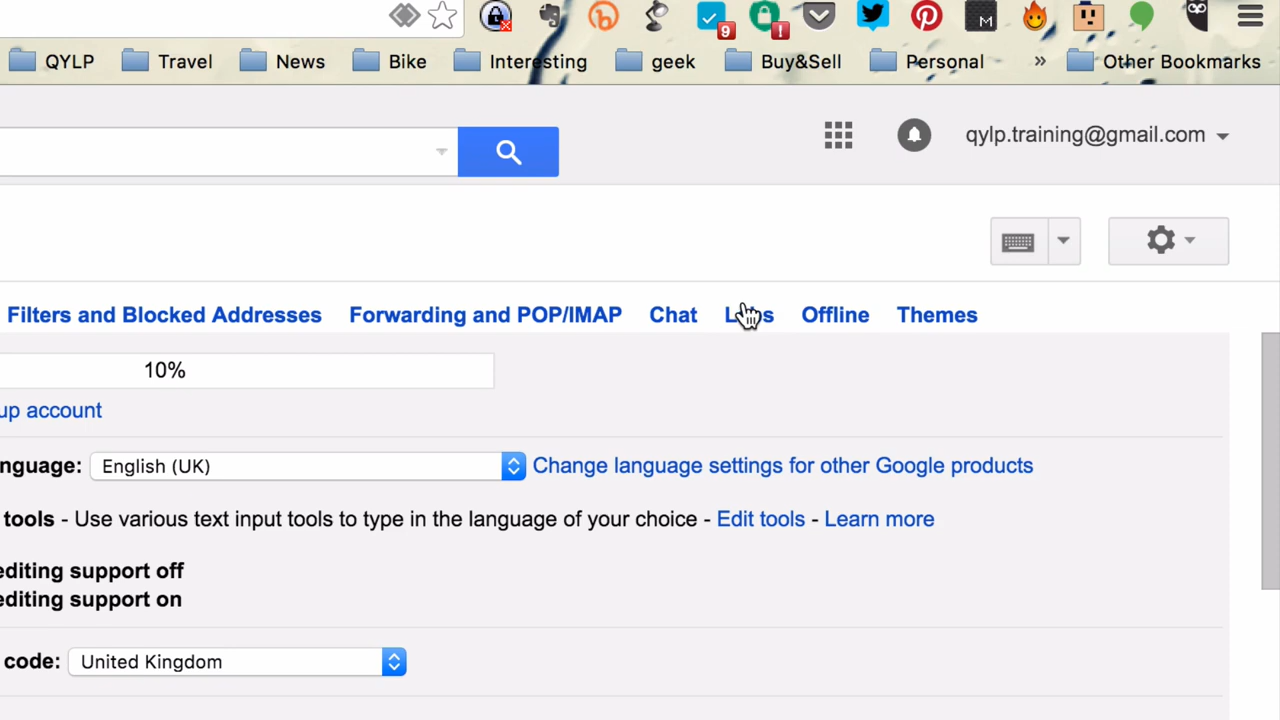 9 ! M
QYLP Travel News Bike Interesting geek Buy&Sell Personal » Other Bookmarks
qylp.training@gmail.com
Filters and Blocked Addresses Forwarding and POP/IMAP Chat Labs Offline Themes
10%
up account
nguage: English (UK) Change language settings for other Google products
tools - Use various text input tools to type in the language of your choice - Edit tools - Learn more
editing support off
editing support on
code: United Kingdom